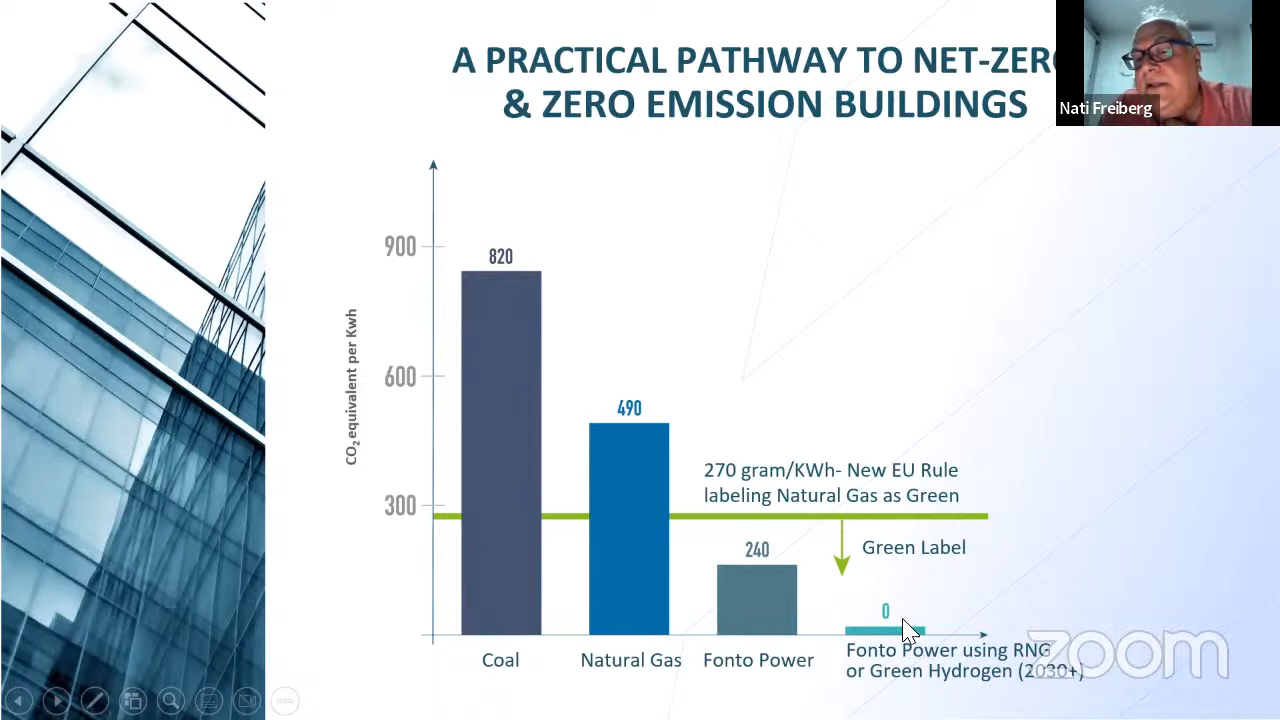 A PRACTICAL PATHWAY TO NET-ZERO
& ZERO EMISSION BUILDINGS
Nati Freiberg
CO₂ equivalent per Kwh
900
600
300
820
490
270 gram/KWh- New EU Rule
labeling Natural Gas as Green
Green Label
240
0
Coal
Natural Gas
Fonto Power
Fonto Power using RNG
or Green Hydrogen (2030+)
zoom